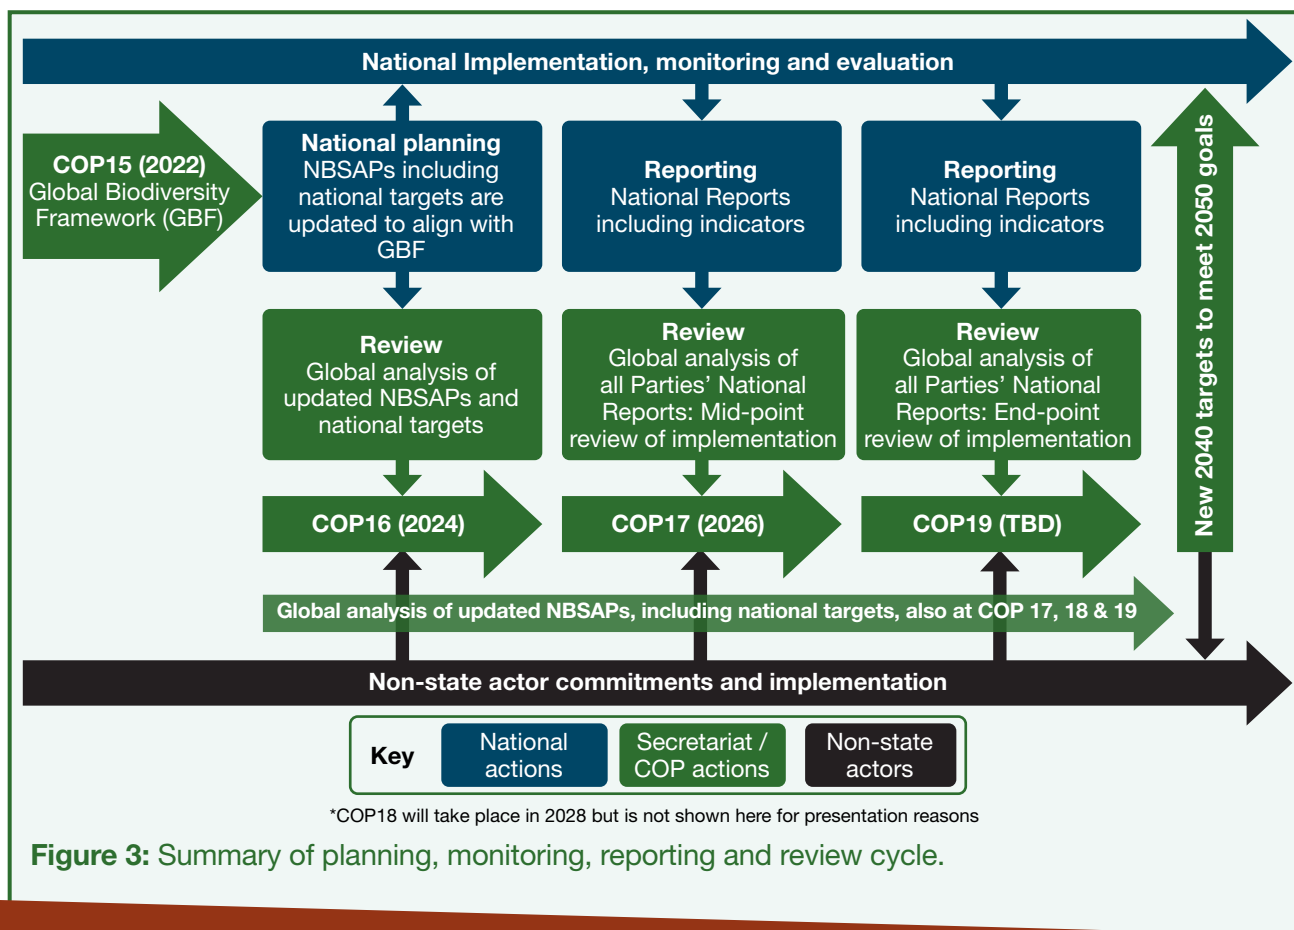 National Implementation, monitoring and evaluation
COP15 (2022)
Global Biodiversity
Framework (GBF)
National planning
NBSAPs including
national targets are
updated to align with
GBF
Reporting
National Reports
including indicators
Reporting
National Reports
including indicators
Review
Global analysis of
updated NBSAPs and
national targets
Review
Global analysis of
all Parties’ National
Reports: Mid-point
review of implementation
Review
Global analysis of
all Parties’ National
Reports: End-point
review of implementation
COP16 (2024)
COP17 (2026)
COP19 (TBD)
New 2040 targets to meet 2050 goals
Global analysis of updated NBSAPs, including national targets, also at COP 17, 18 & 19
Non-state actor commitments and implementation
Key
National
actions
Secretariat /
COP actions
Non-state
actors
*COP18 will take place in 2028 but is not shown here for presentation reasons
Figure 3: Summary of planning, monitoring, reporting and review cycle.